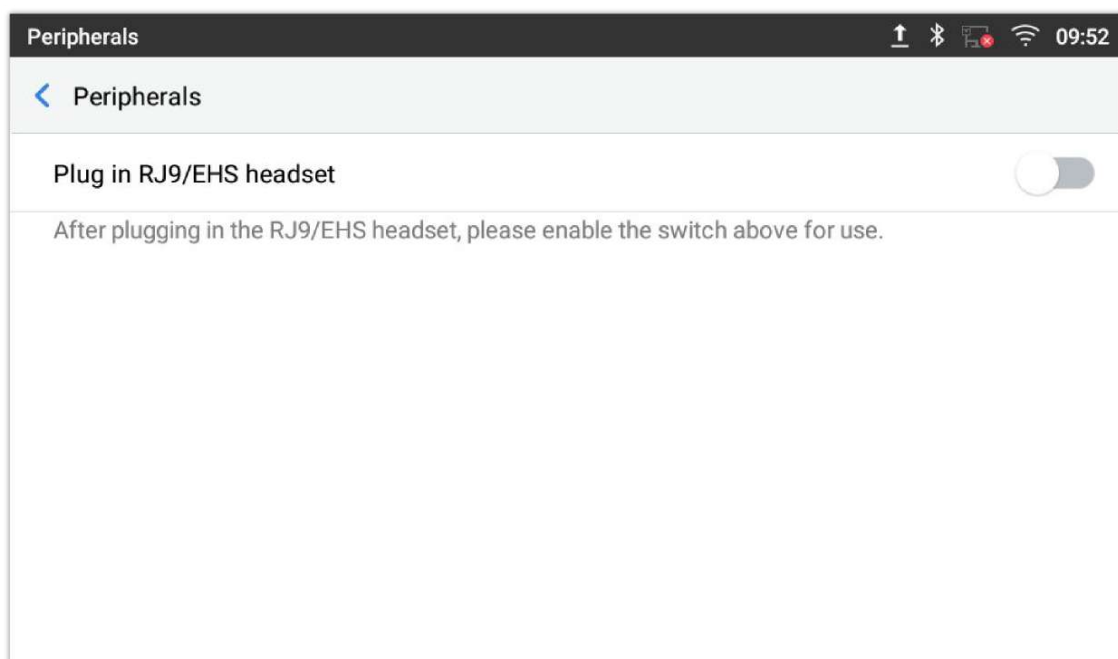 Peripherals 09:52
Peripherals
Plug in RJ9/EHS headset
After plugging in the RJ9/EHS headset, please enable the switch above for use.